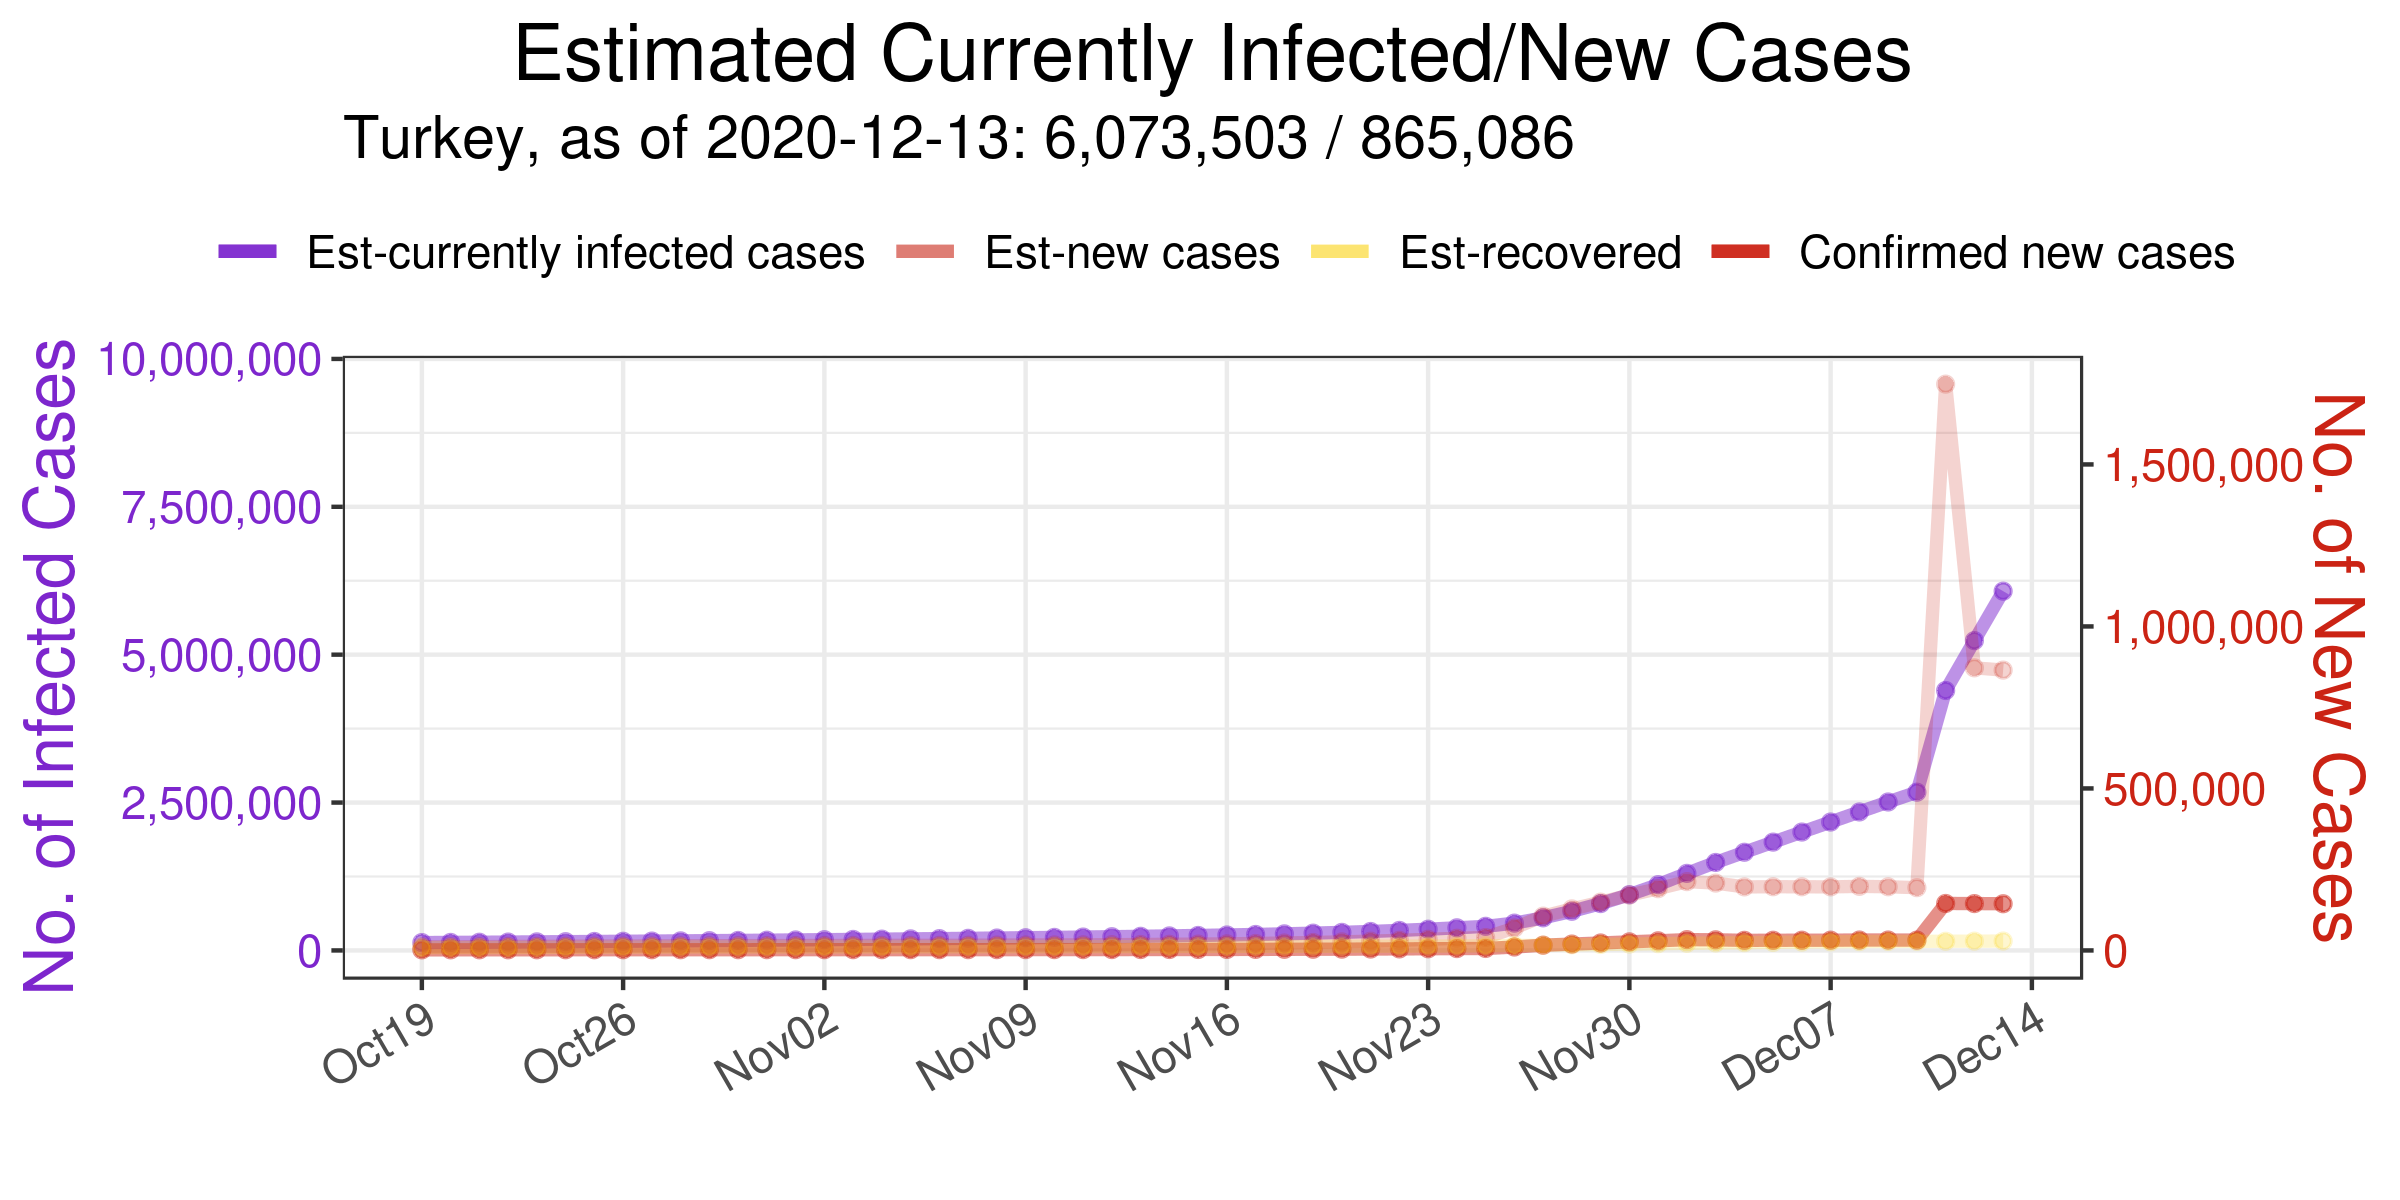 Estimated Currently Infected/New Cases
Turkey, as of 2020-12-13: 6,073,503 / 865,086
Est-currently infected cases Est-new cases Est-recovered Confirmed new cases
No. of Infected Cases
10,000,000
7,500,000
5,000,000
2,500,000
0
1,500,000
1,000,000
500,000
0
No. of New Cases
Oct19 Oct26 Nov02 Nov09 Nov16 Nov23 Nov30 Dec07 Dec14